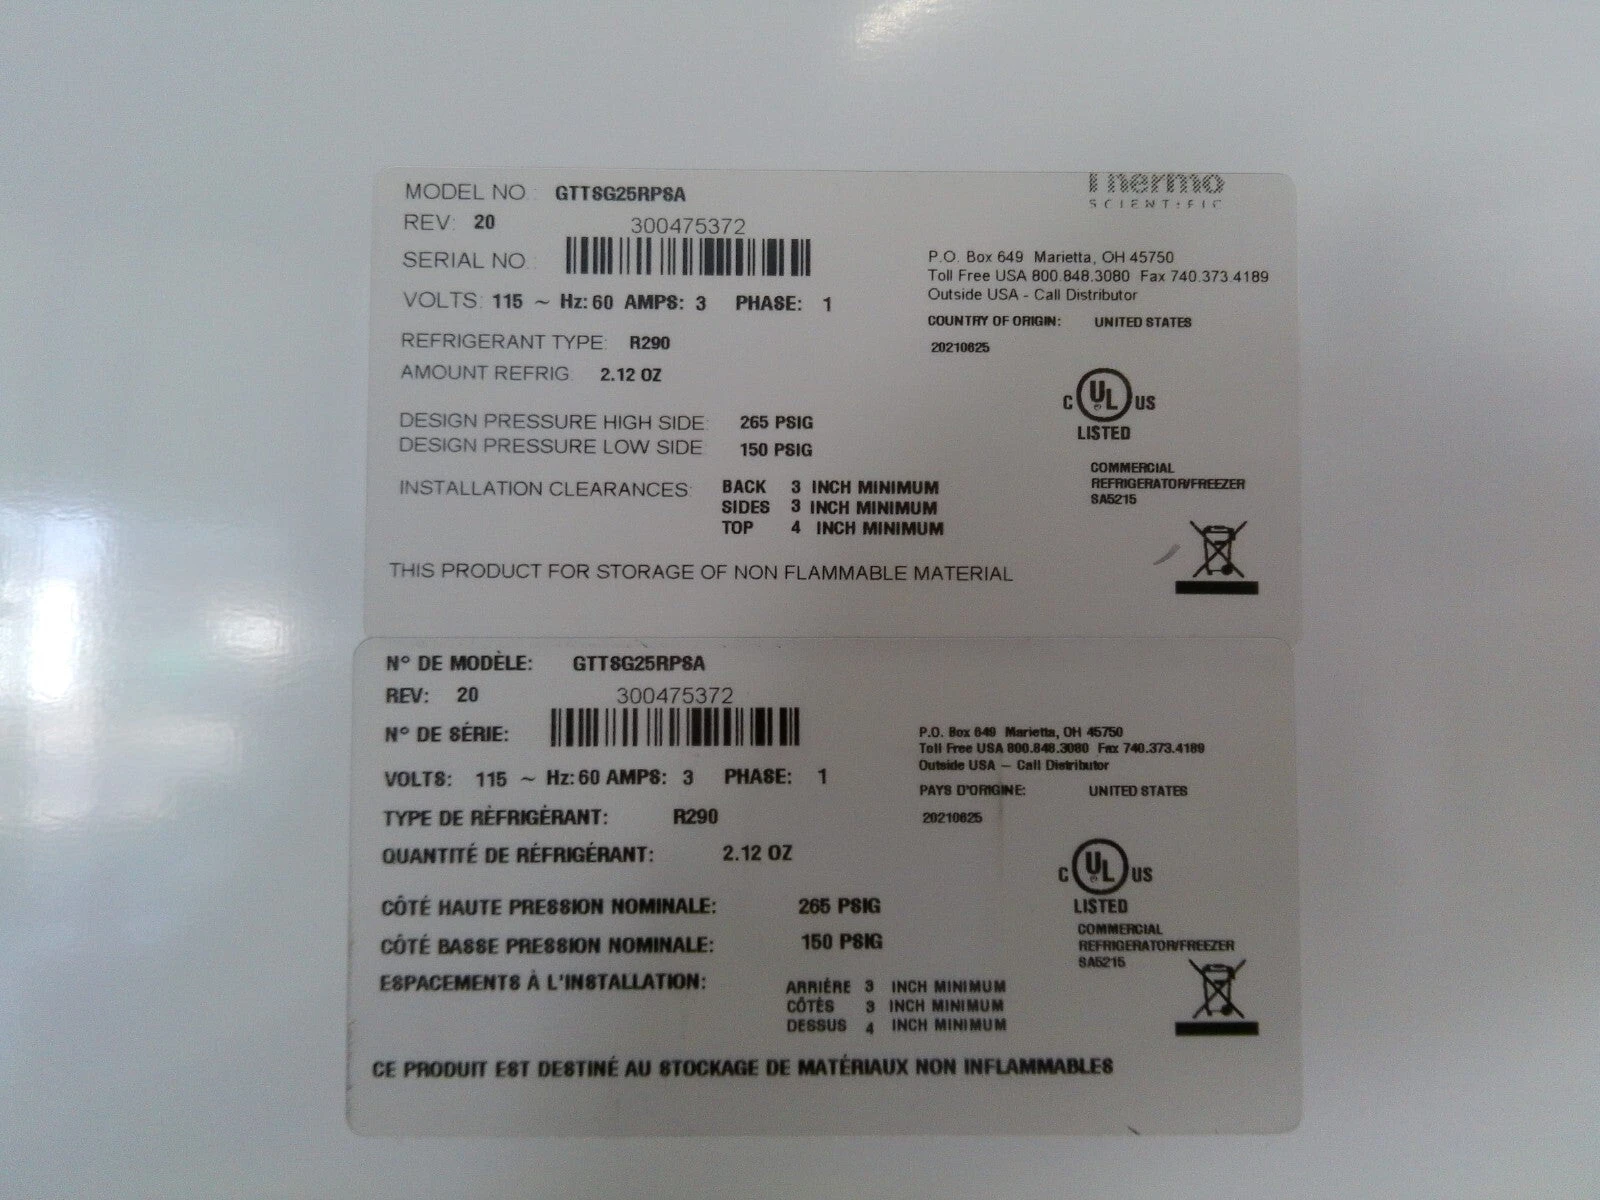 Thermo
SCIENTIFIC
MODEL NO.: GTTSG25RPSA
REV: 20
300475372
SERIAL NO.:
VOLTS: 115 ~ Hz: 60 AMPS: 3 PHASE: 1
REFRIGERANT TYPE: R290
AMOUNT REFRIG. 2.12 OZ
DESIGN PRESSURE HIGH SIDE: 265 PSIG
DESIGN PRESSURE LOW SIDE: 150 PSIG
INSTALLATION CLEARANCES: BACK 3 INCH MINIMUM
SIDES 3 INCH MINIMUM
TOP 4 INCH MINIMUM
THIS PRODUCT FOR STORAGE OF NON FLAMMABLE MATERIAL
P.O. Box 649 Marietta, OH 45750
Toll Free USA 800.848.3080 Fax 740.373.4189
Outside USA - Call Distributor
COUNTRY OF ORIGIN: UNITED STATES
20210625
C UL US
LISTED
COMMERCIAL
REFRIGERATOR/FREEZER
SA5215
N° DE MODÈLE: GTTSG25RPSA
REV: 20
300475372
N° DE SÉRIE:
VOLTS: 115 ~ Hz: 60 AMPS: 3 PHASE: 1
TYPE DE RÈFRIGÉRANT: R290
QUANTITÉ DE RÉFRIGÉRANT: 2.12 OZ
CÔTÉ HAUTE PRESSION NOMINALE: 265 PSIG
CÔTÉ BASSE PRESSION NOMINALE: 150 PSIG
ESPACEMENTS À L'INSTALLATION: ARRIÉRE 3 INCH MINIMUM
CÔTÈS 3 INCH MINIMUM
DESSUS 4 INCH MINIMUM
CE PRODUIT EST DESTINÉ AU STOCKAGE DE MATÉRIAUX NON INFLAMMABLES
P.O. Box 649 Marietta, OH 45750
Toll Free USA 800.848.3080 Fax 740.373.4189
Outside USA – Call Distributor
PAYS D'ORIGINE: UNITED STATES
20210625
C UL US
LISTED
COMMERCIAL
REFRIGERATOR/FREEZER
SA5215